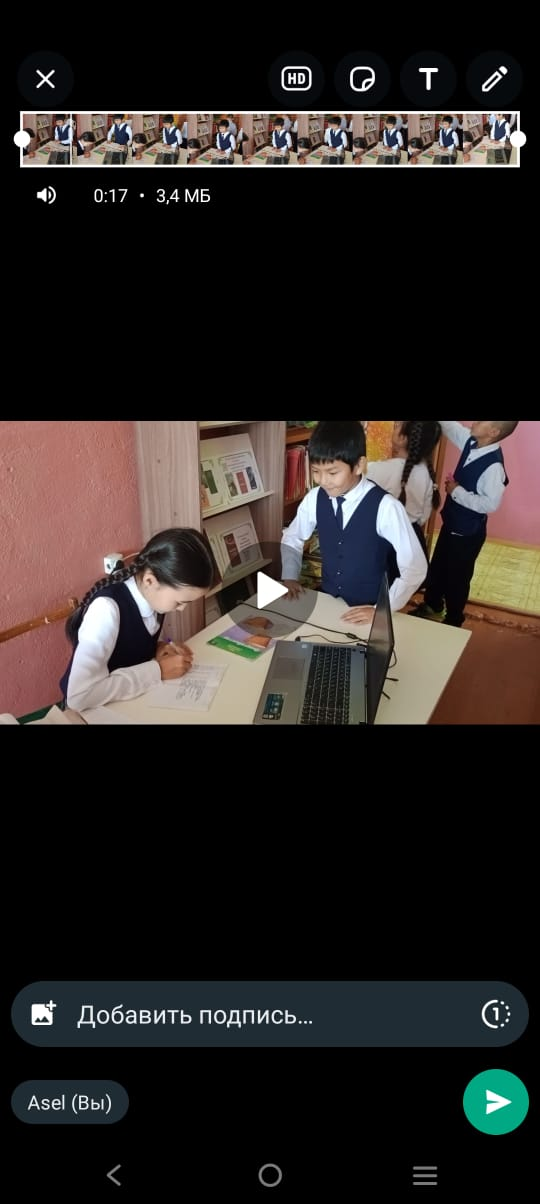 HD
T
0:17 • 3,4 МБ
Добавить подпись...
1
Asel (Вы)